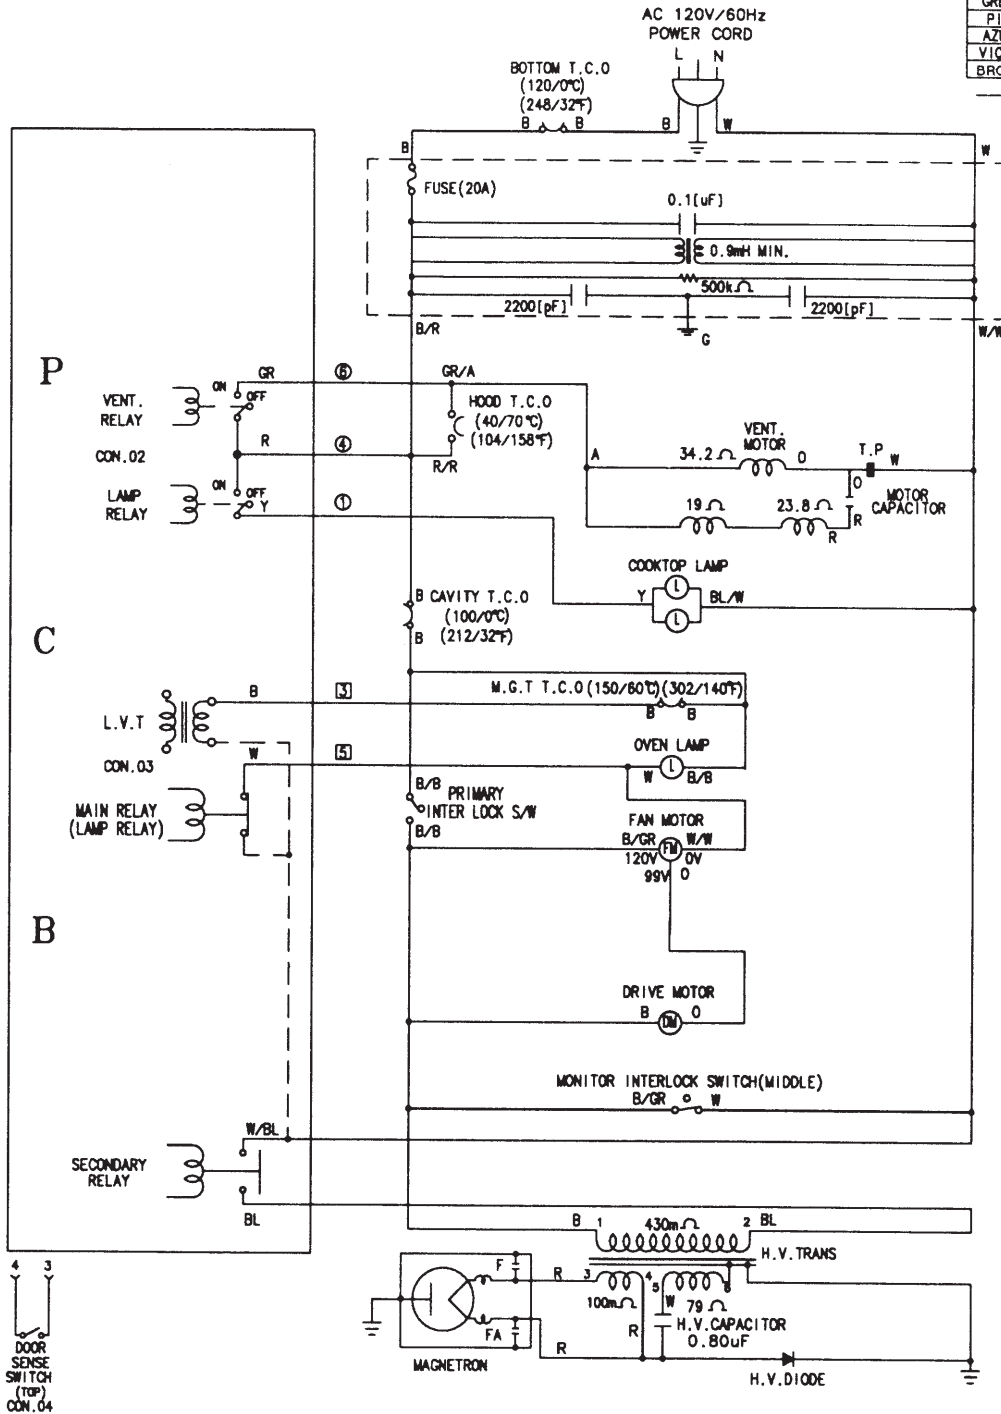 AC 120V/60Hz
POWER CORD
L N
GRE
PI
AZU
VIO
BRO
BOTTOM T.C.O
(120/0℃)
(248/32℉)
B B B W
B W
FUSE(20A)
0.1[uF]
0.9mH MIN.
500kΩ
2200[pF] 2200[pF]
B/R G W/W
P
VENT.
RELAY
ON OFF
GR ⑥ GR/A
HOOD T.C.O
(40/70℃)
(104/158℉)
CON.02
R ④ R/R
LAMP
RELAY
ON OFF
Y ①
A 34.2Ω VENT.
MOTOR
O T.P W
O
MOTOR
CAPACITOR
19Ω 23.8Ω
R R
COOKTOP LAMP
Y L BL/W
L
B CAVITY T.C.O
(100/0℃)
B (212/32℉)
C
L.V.T
B 3 M.G.T T.C.O(150/60℃)(302/140℉)
B B
CON.03
W 5 OVEN LAMP
W L B/B
MAIN RELAY
(LAMP RELAY)
B/B PRIMARY
INTER LOCK S/W
B/B
FAN MOTOR
B/GR FM W/W
120V 0V
99V O
B
DRIVE MOTOR
B DM O
MONITOR INTERLOCK SWITCH(MIDDLE)
B/GR W
W/BL
SECONDARY
RELAY
BL
B 1 430mΩ 2 BL
H.V.TRANS
F R 3 4 5 6
100mΩ W 79Ω
R H.V.CAPACITOR
0.80uF
FA R
MAGNETRON
H.V.DIODE
4 3
DOOR
SENSE
SWITCH
(TOP)
CON.04